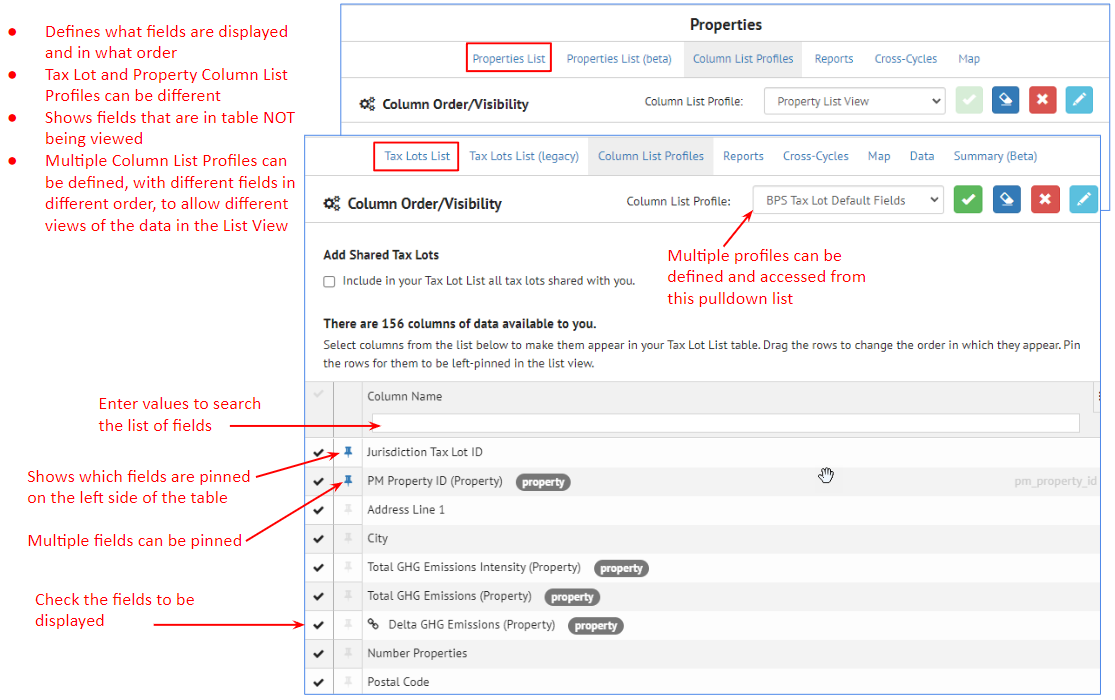 ● Defines what fields are displayed
and in what order
● Tax Lot and Property Column List
Profiles can be different
● Shows fields that are in table NOT
being viewed
● Multiple Column List Profiles can
be defined, with different fields in
different order, to allow different
views of the data in the List View
Properties
Properties List Properties List (beta) Column List Profiles Reports Cross-Cycles Map
Column Order/Visibility Column List Profile: Property List View
Tax Lots List Tax Lots List (legacy) Column List Profiles Reports Cross-Cycles Map Data Summary (Beta)
Column Order/Visibility Column List Profile: BPS Tax Lot Default Fields
Multiple profiles can be
defined and accessed from
this pulldown list
Add Shared Tax Lots
Include in your Tax Lot List all tax lots shared with you.
There are 156 columns of data available to you.
Select columns from the list below to make them appear in your Tax Lot List table. Drag the rows to change the order in which they appear. Pin
the rows for them to be left-pinned in the list view.
Column Name
Enter values to search
the list of fields
Jurisdiction Tax Lot ID
Shows which fields are pinned
on the left side of the table
PM Property ID (Property) property pm_property_id
Address Line 1
Multiple fields can be pinned
City
Total GHG Emissions Intensity (Property) property
Check the fields to be
displayed
Total GHG Emissions (Property) property
Delta GHG Emissions (Property) property
Number Properties
Postal Code